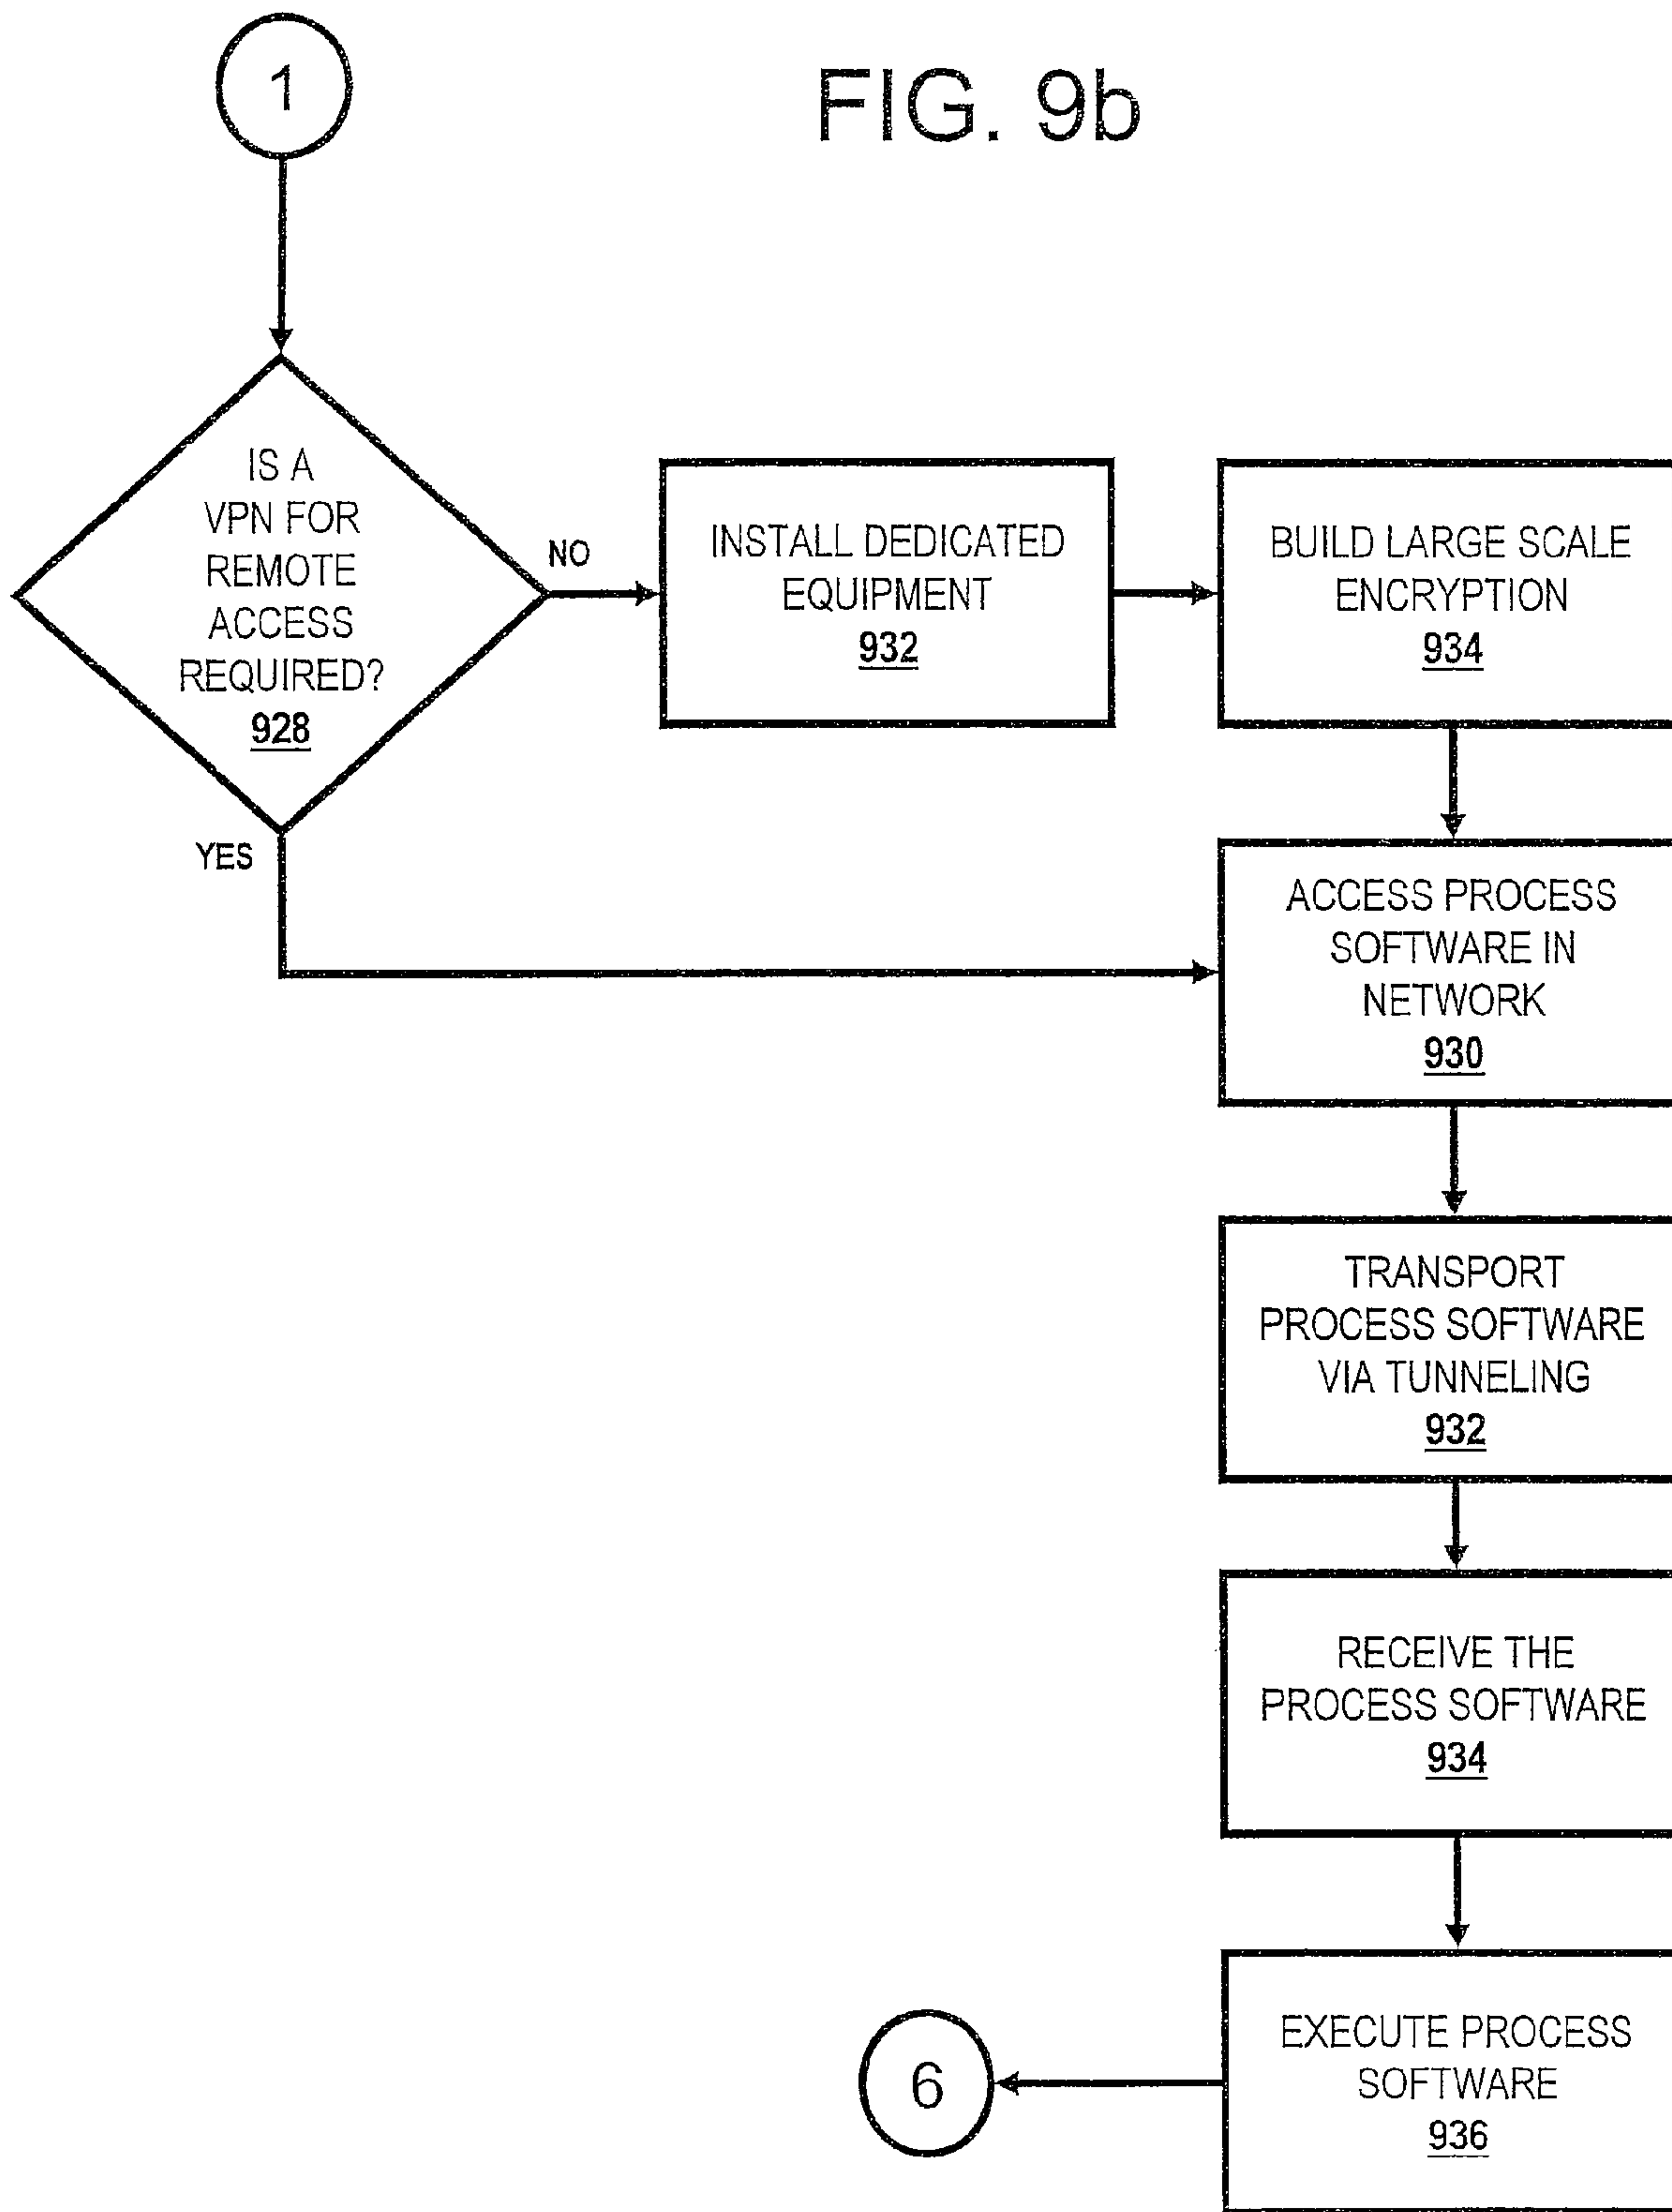 1
FIG. 9b
IS A
VPN FOR
REMOTE
ACCESS
REQUIRED?
928
NO
YES
INSTALL DEDICATED
EQUIPMENT
932
BUILD LARGE SCALE
ENCRYPTION
934
ACCESS PROCESS
SOFTWARE IN
NETWORK
930
TRANSPORT
PROCESS SOFTWARE
VIA TUNNELING
932
RECEIVE THE
PROCESS SOFTWARE
934
EXECUTE PROCESS
SOFTWARE
936
6